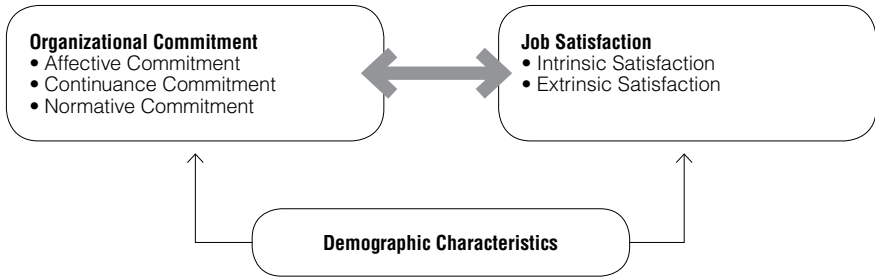 Organizational Commitment
• Affective Commitment
• Continuance Commitment
• Normative Commitment
Job Satisfaction
• Intrinsic Satisfaction
• Extrinsic Satisfaction
Demographic Characteristics